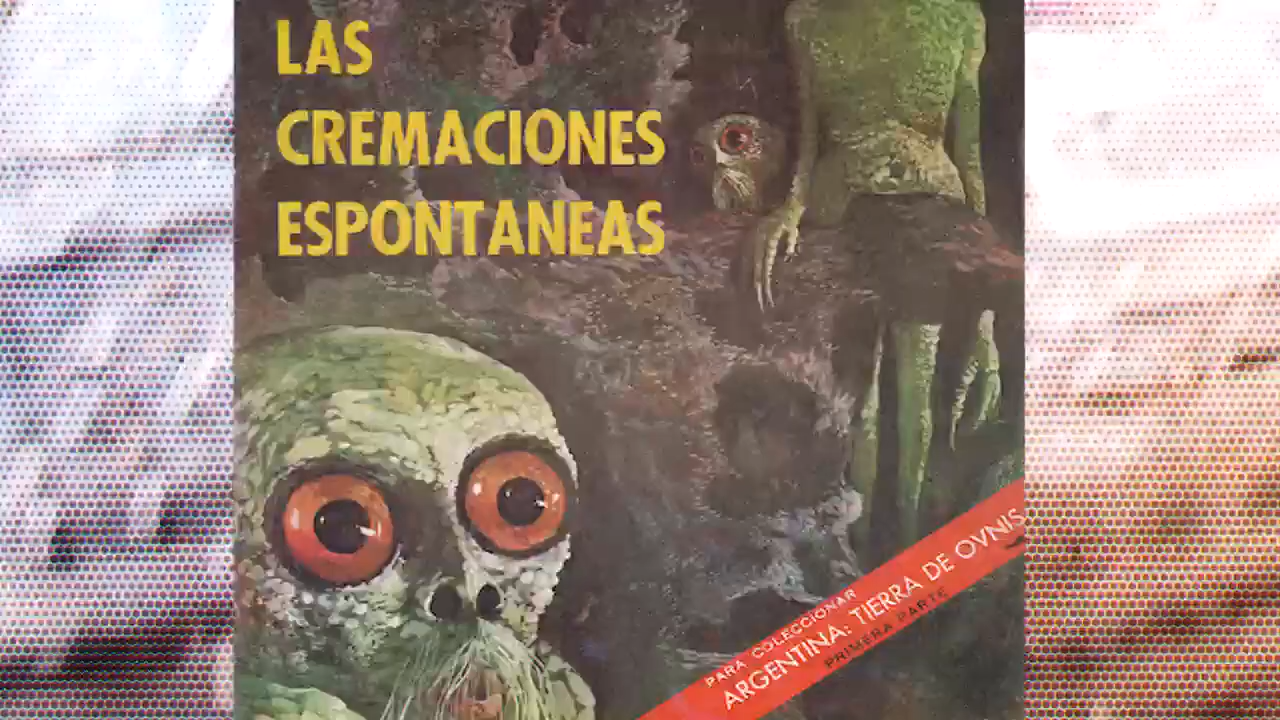 LAS
CREMACIONES
ESPONTANEAS
PARA COLECCIONAR
ARGENTINA: TIERRA DE OVNIS
PRIMERA PARTE